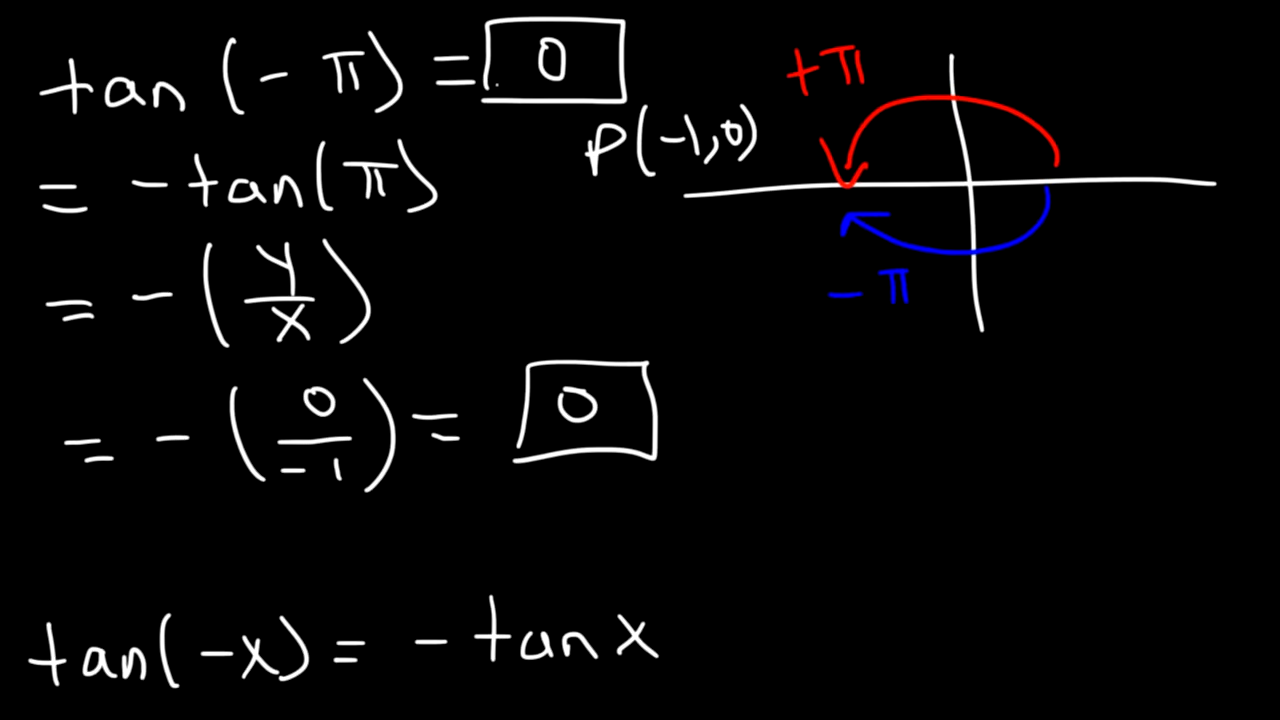 tan(-π) = 0
= -tan(π)
= -(y/x)
= -(0/-1) = 0
tan(-x) = -tan x
+π
P(-1,0)
-π